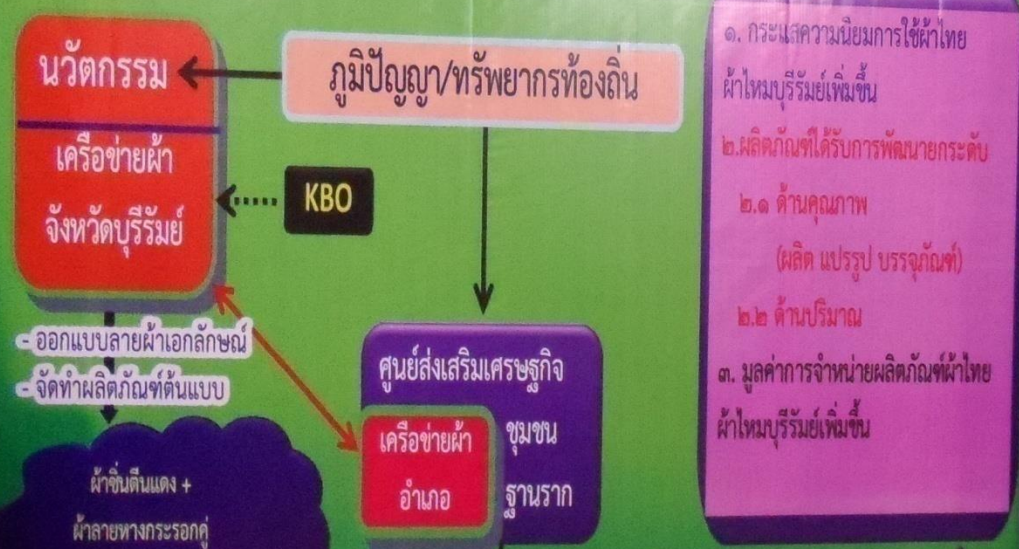 นวัตกรรม
เครือข่ายผ้า
จังหวัดบุรีรัมย์
ภูมิปัญญา/ทรัพยากรท้องถิ่น
KBO
- ออกแบบลายผ้าเอกลักษณ์
- จัดทำผลิตภัณฑ์ต้นแบบ
ผ้าซิ่นตีนแดง +
ผ้าลายหางกระรอกคู่
ศูนย์ส่งเสริมเศรษฐกิจ
ชุมชน
ฐานราก
เครือข่ายผ้า
อำเภอ
๑. กระแสความนิยมการใช้ผ้าไทย
ผ้าไหมบุรีรัมย์เพิ่มขึ้น
๒.ผลิตภัณฑ์ได้รับการพัฒนายกระดับ
๒.๑ ด้านคุณภาพ
(ผลิต แปรรูป บรรจุภัณฑ์)
๒.๒ ด้านปริมาณ
๓. มูลค่าการจำหน่ายผลิตภัณฑ์ผ้าไทย
ผ้าไหมบุรีรัมย์เพิ่มขึ้น